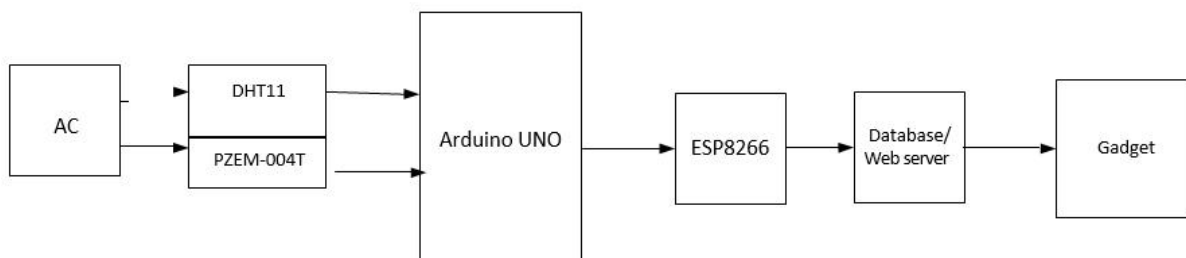 AC
DHT11
PZEM-004T
Arduino UNO
ESP8266
Database/
Web server
Gadget